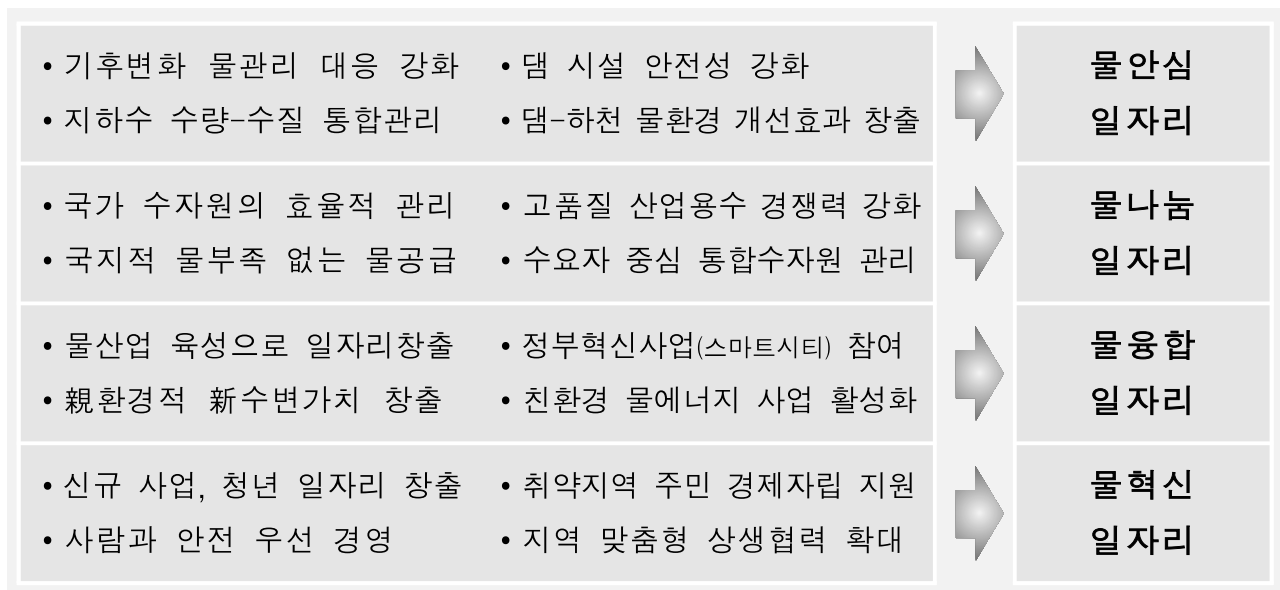 • 기후변화 물관리 대응 강화 • 댐 시설 안전성 강화
• 지하수 수량-수질 통합관리 • 댐-하천 물환경 개선효과 창출
물안심
일자리
• 국가 수자원의 효율적 관리 • 고품질 산업용수 경쟁력 강화
• 국지적 물부족 없는 물공급 • 수요자 중심 통합수자원 관리
물나눔
일자리
• 물산업 육성으로 일자리창출 • 정부혁신사업(스마트시티) 참여
• 親환경적 新수변가치 창출 • 친환경 물에너지 사업 활성화
물융합
일자리
• 신규 사업, 청년 일자리 창출 • 취약지역 주민 경제자립 지원
• 사람과 안전 우선 경영 • 지역 맞춤형 상생협력 확대
물혁신
일자리